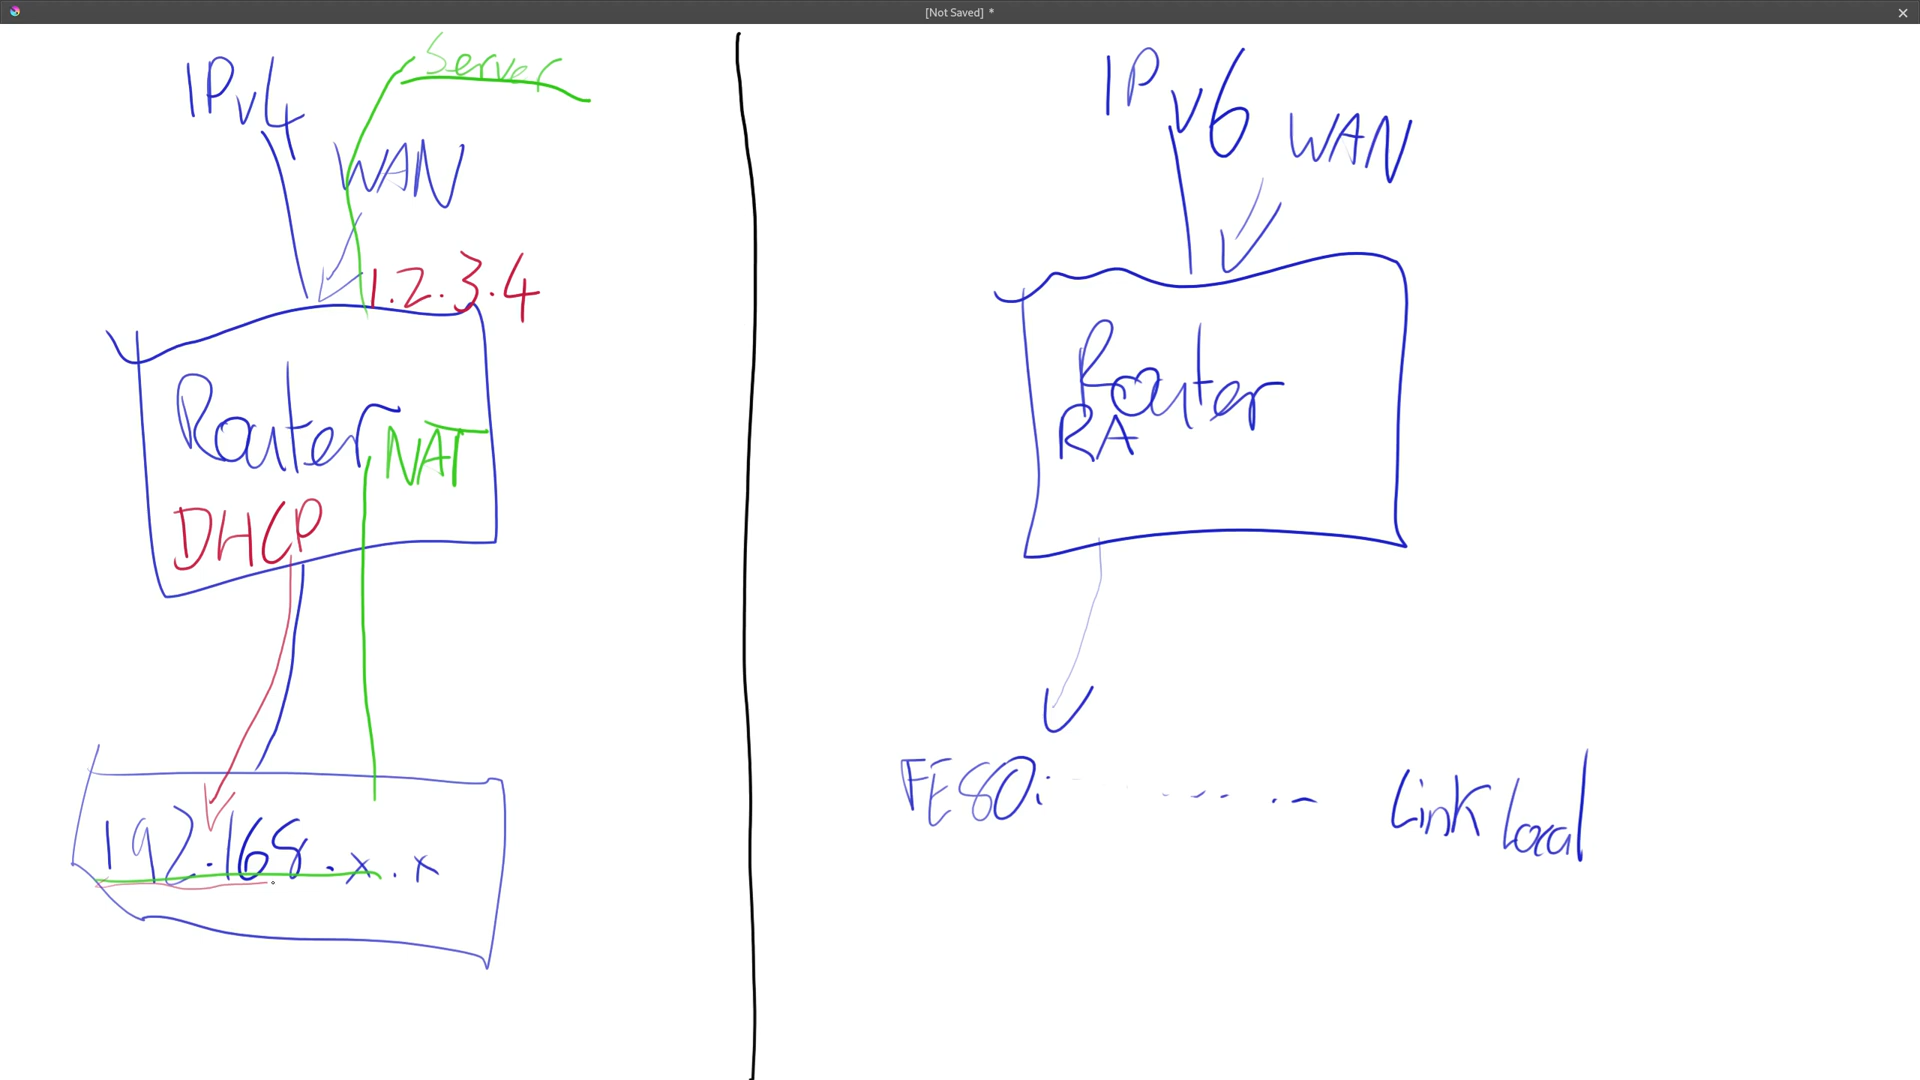 [Not Saved] *
Server
IPv4
WAN
1.2.3.4
Router
NAT
DHCP
192.168.x.x
IPv6 WAN
Router
RA
FE80:
Link Local